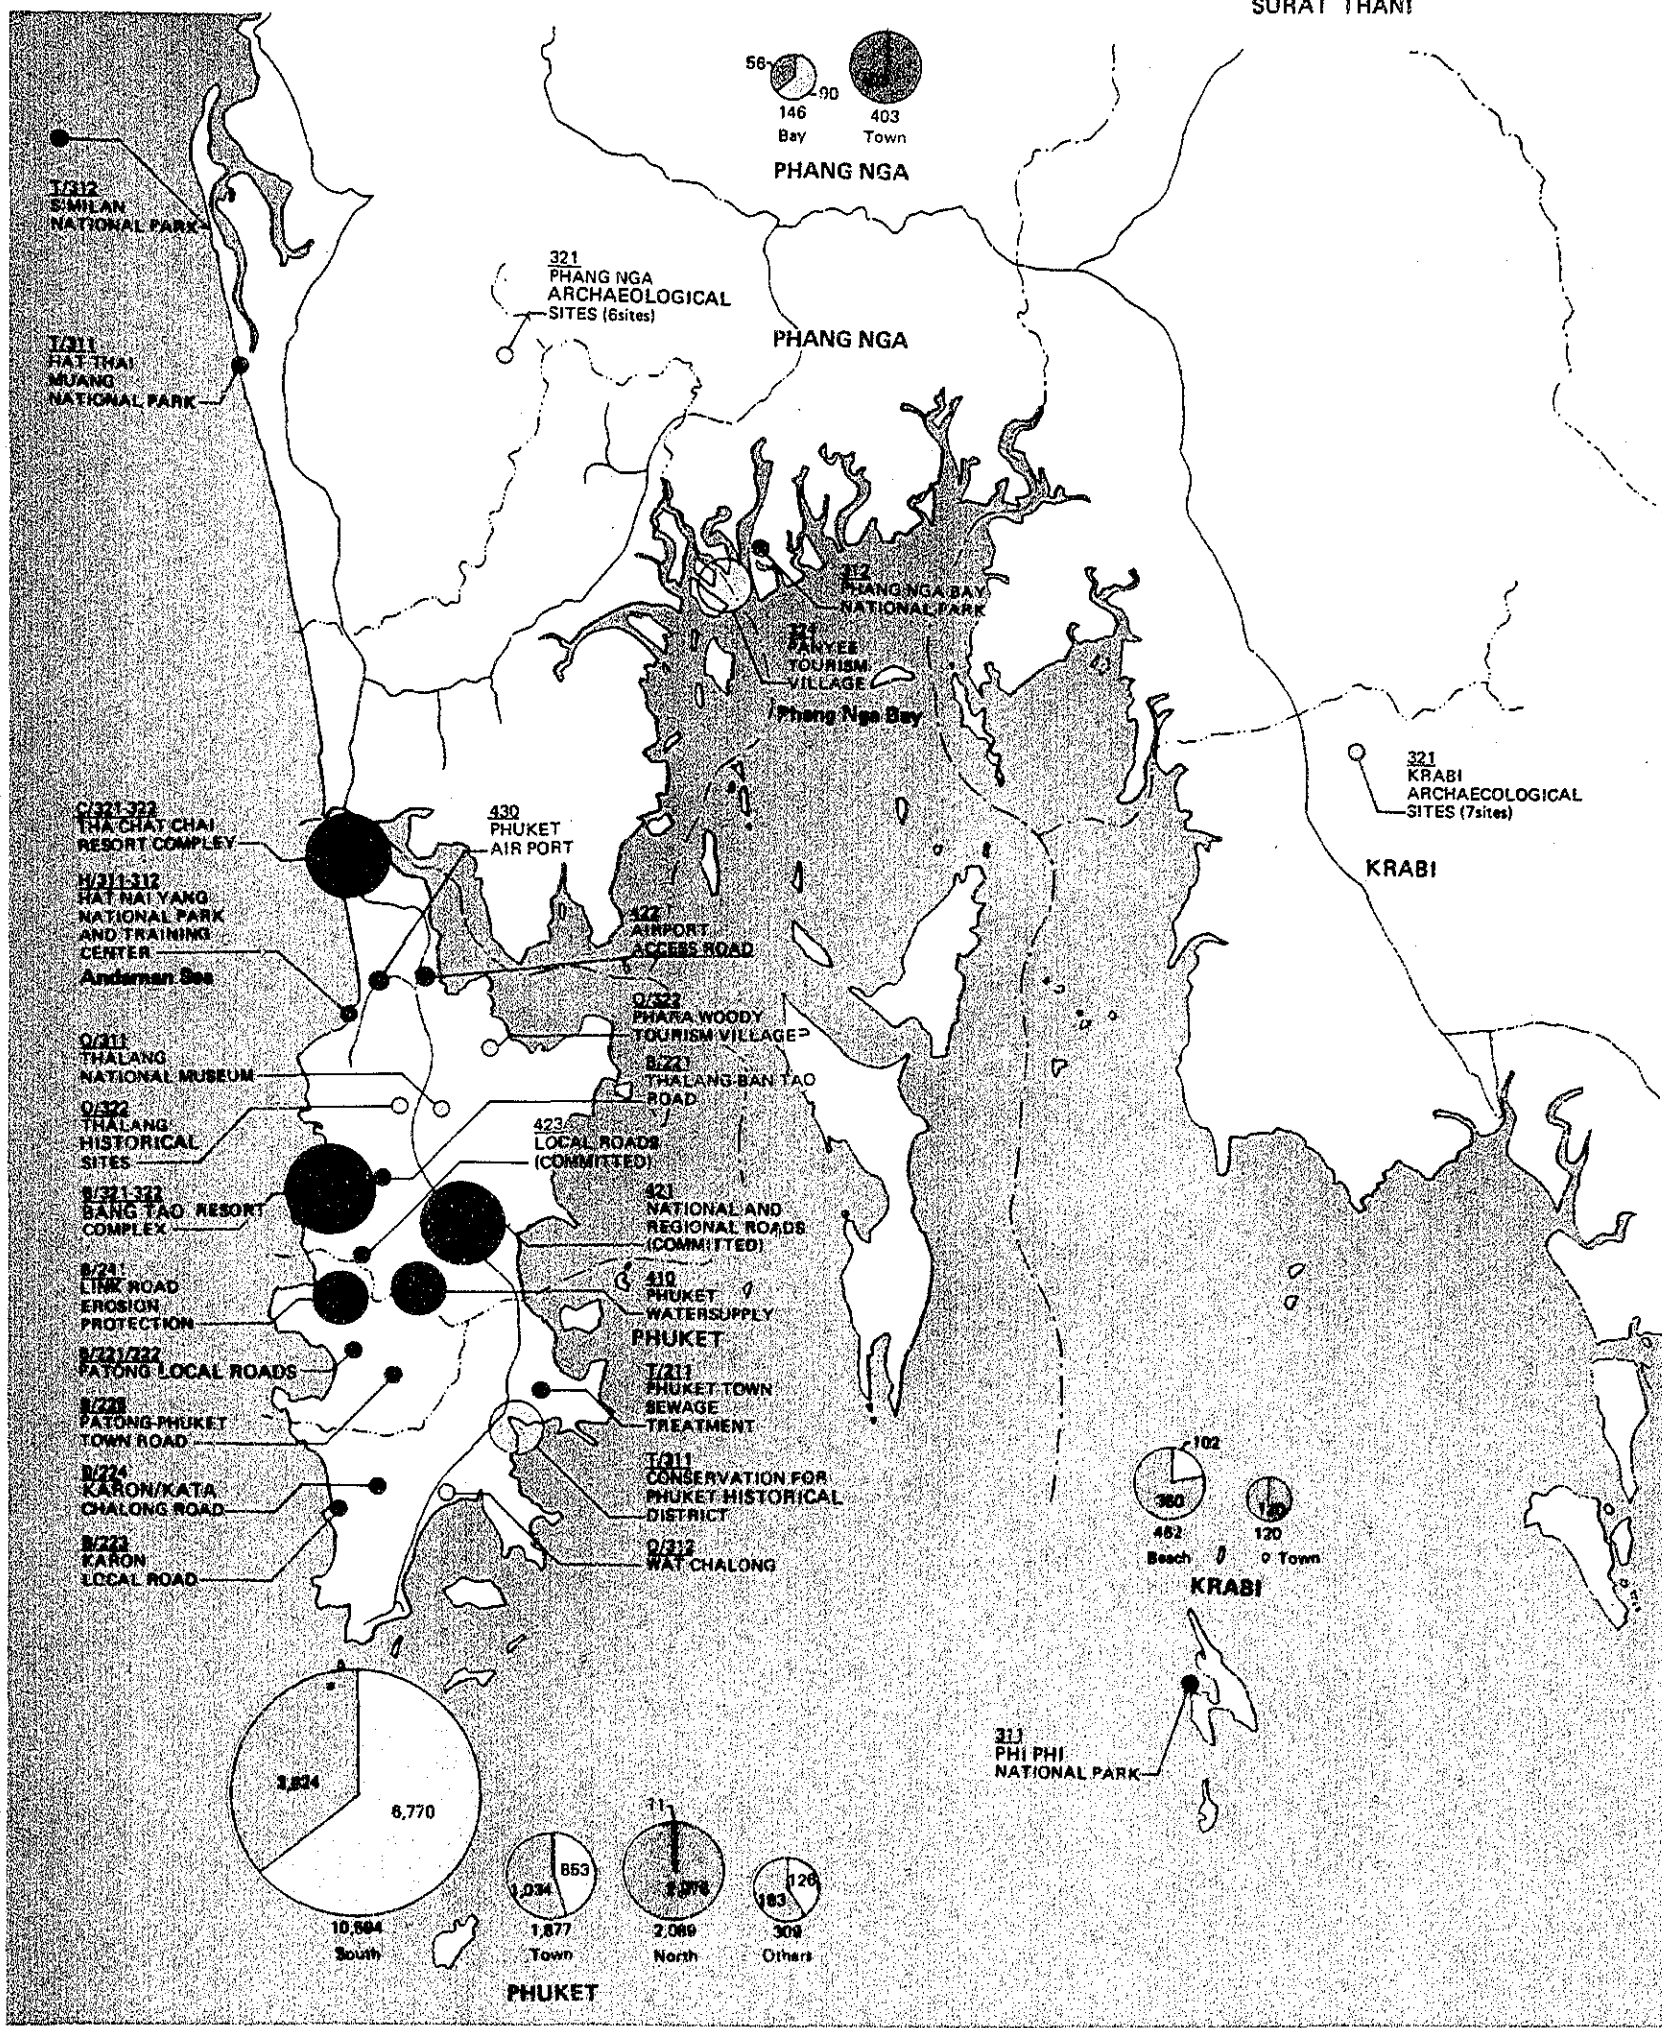 SURAT THANI
56
90
146
403
Bay
Town
PHANG NGA
T/312
SIMILAN
NATIONAL PARK
321
PHANG NGA
ARCHAEOLOGICAL
SITES (6sites)
PHANG NGA
T/311
HAT THAI
MUANG
NATIONAL PARK
312
PHANG NGA BAY
NATIONAL PARK
PANYEE
TOURISM
VILLAGE
Phang Nga Bay
321
KRABI
ARCHAECOLOGICAL
SITES (7sites)
KRABI
C/321-322
THA CHAT CHAI
RESORT COMPLEY
430
PHUKET
AIR PORT
H/311-312
HAT NAI YANG
NATIONAL PARK
AND TRAINING
CENTER
Andaman Sea
422
AIRPORT
ACCESS ROAD
O/322
PHARA WOODY
TOURISM VILLAGE
O/311
THALANG
NATIONAL MUSEUM
B/221
THALANG-BAN TAO
ROAD
O/322
THALANG
HISTORICAL
SITES
423
LOCAL ROADS
(COMMITTED)
B/321-322
BANG TAO RESORT
COMPLEX
421
NATIONAL AND
REGIONAL ROADS
(COMMITTED)
B/241
LINK ROAD
EROSION
PROTECTION
410
PHUKET
WATERSUPPLY
PHUKET
B/221/222
PATONG LOCAL ROADS
T/211
PHUKET TOWN
SEWAGE
TREATMENT
B/225
PATONG-PHUKET
TOWN ROAD
T/311
CONSERVATION FOR
PHUKET HISTORICAL
DISTRICT
B/224
KARON/KATA
CHALONG ROAD
O/312
WAT CHALONG
B/223
KARON
LOCAL ROAD
102
360
120
462
120
Beach
Town
KRABI
311
PHI PHI
NATIONAL PARK
3,824
6,770
10,594
South
853
1,034
1,877
Town
11
2,078
2,089
North
126
183
309
Others
PHUKET